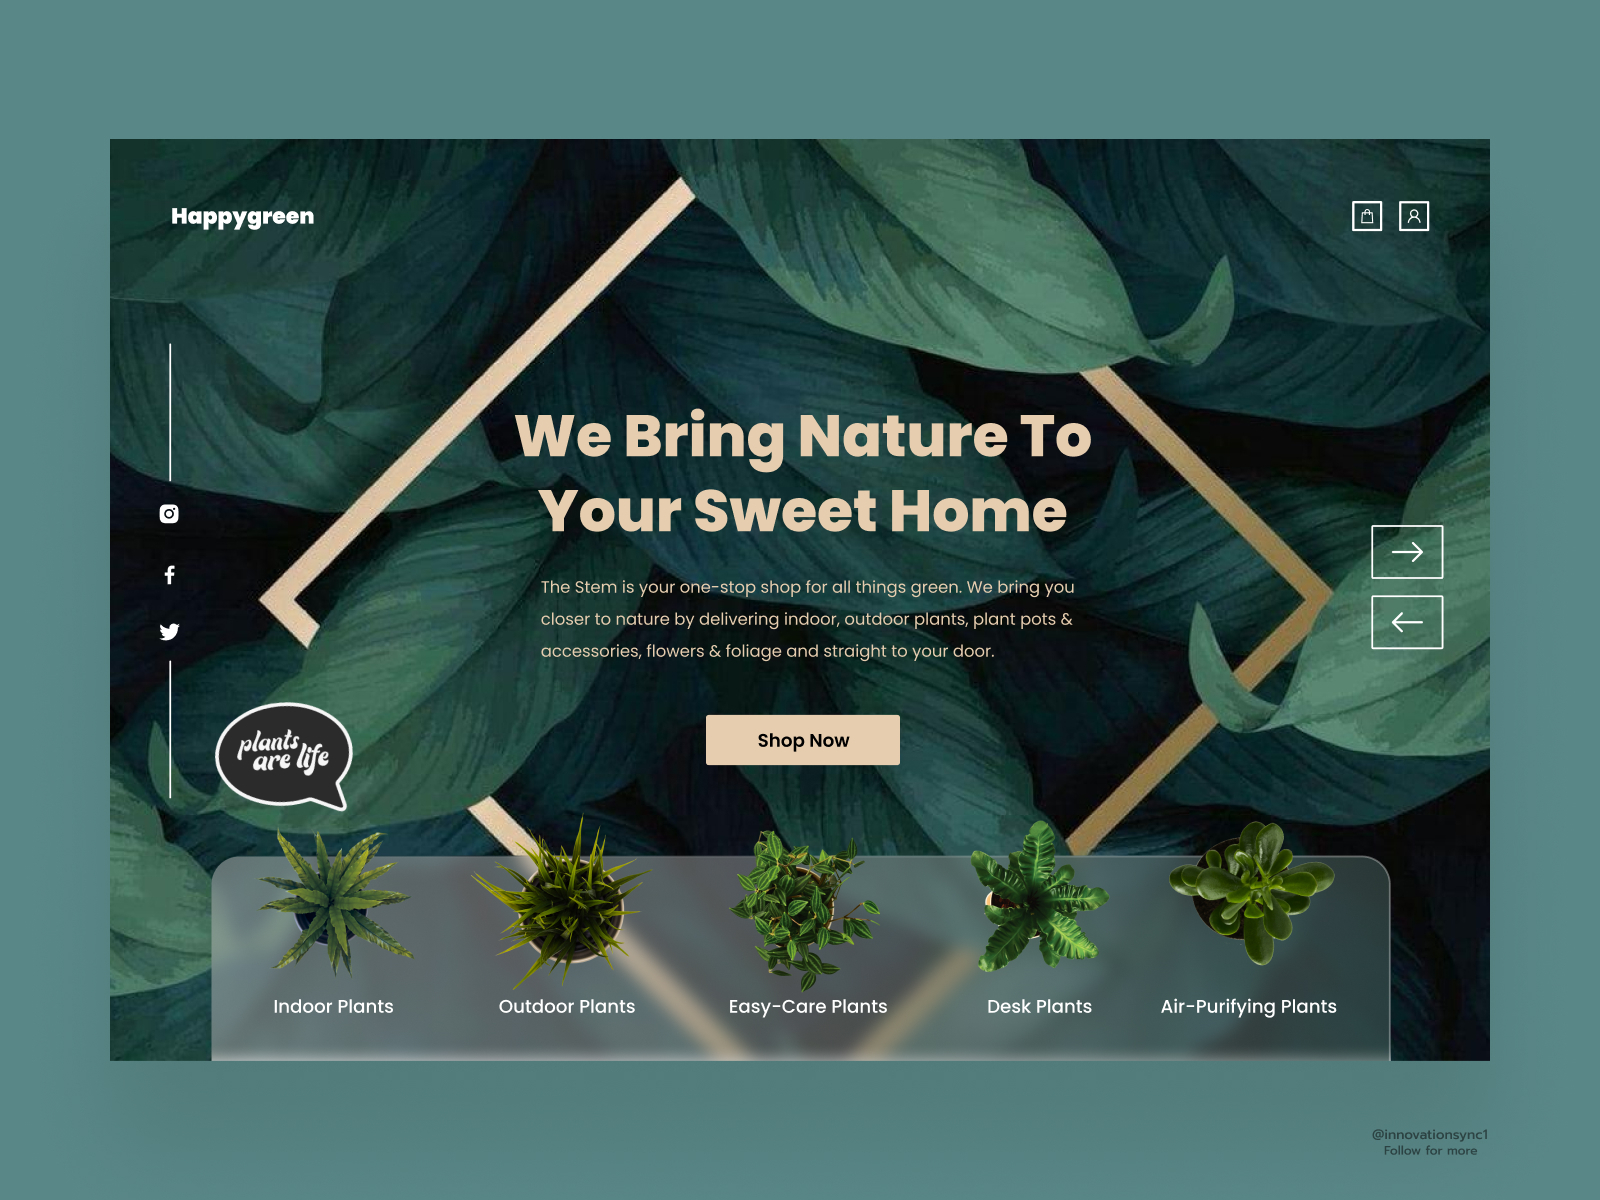 Happygreen
We Bring Nature To
Your Sweet Home
The Stem is your one-stop shop for all things green. We bring you
closer to nature by delivering indoor, outdoor plants, plant pots &
accessories, flowers & foliage and straight to your door.
Shop Now
plants
are life
Indoor Plants
Outdoor Plants
Easy-Care Plants
Desk Plants
Air-Purifying Plants
@innovationsync1
Follow for more